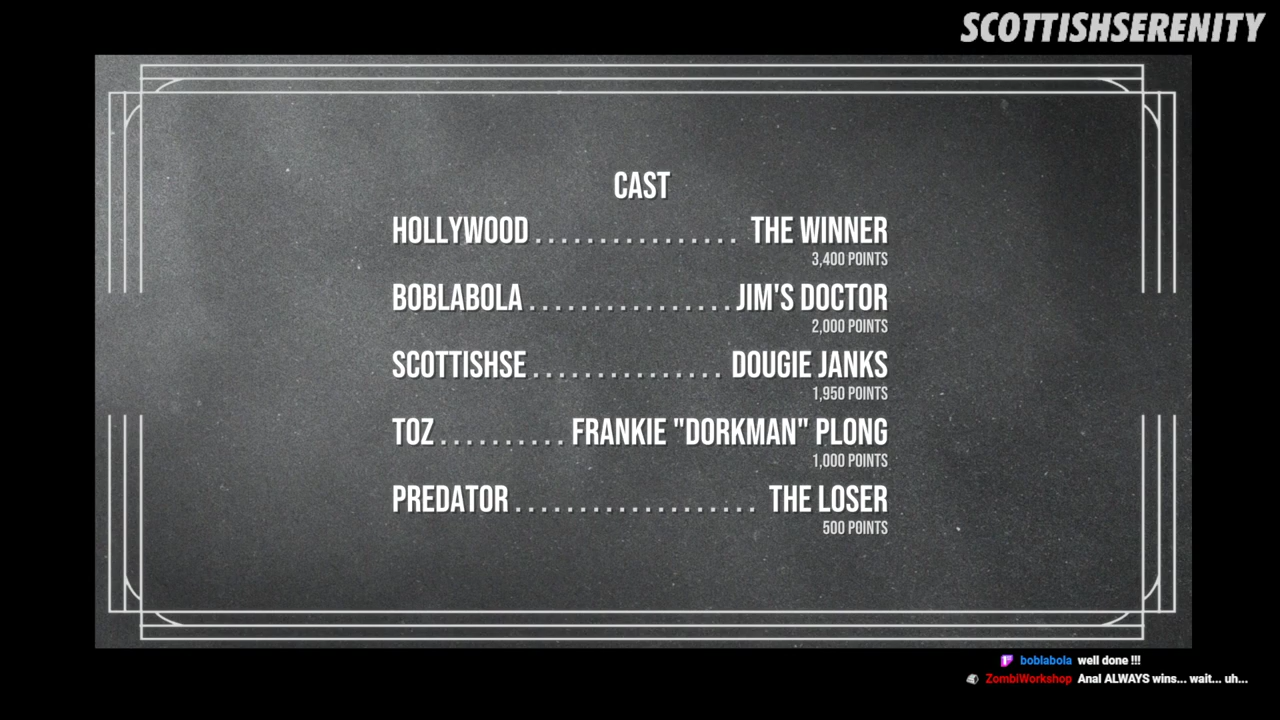 SCOTTISHSERENITY
CAST
HOLLYWOOD . . . . . . . . . . . . . . . . THE WINNER
3,400 POINTS
BOBLABOLA . . . . . . . . . . . . . . . . JIM'S DOCTOR
2,000 POINTS
SCOTTISHSE . . . . . . . . . . . . . . . DOUGIE JANKS
1,950 POINTS
TOZ . . . . . . . . . . FRANKIE "DORKMAN" PLONG
1,000 POINTS
PREDATOR . . . . . . . . . . . . . . . . . . . THE LOSER
500 POINTS
boblabola well done !!!
ZombiWorkshop Anal ALWAYS wins... wait... uh...